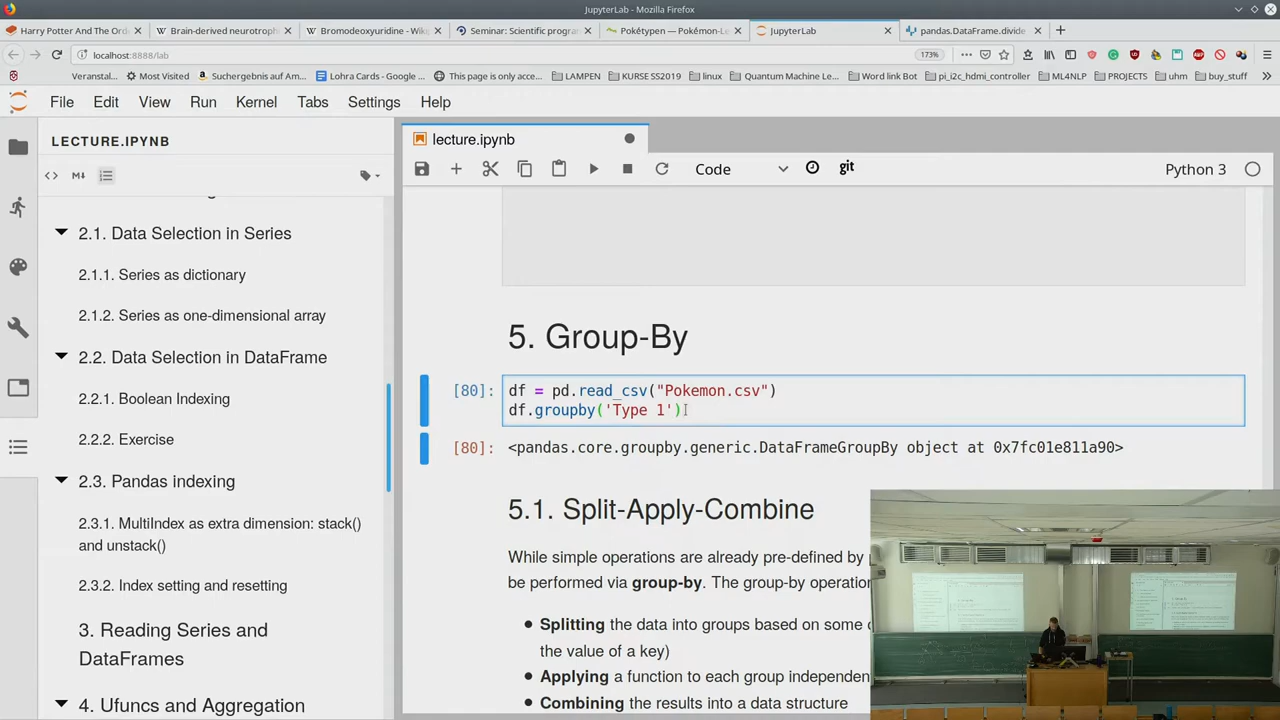 JupyterLab - Mozilla Firefox
Harry Potter And The Ord
Brain-derived neurotroph
Bromodeoxyuridine - Wiki
Seminar: Scientific program
Pokétypen — Pokémon-Le
JupyterLab
pandas.DataFrame.divide
localhost:8888/lab
173%
Veranstal...
Most Visited
Suchergebnis auf Am...
Lohra Cards - Google ...
This page is only acce...
LAMPEN
KURSE SS2019
linux
Quantum Machine Le...
Word link Bot
pi_i2c_hdmi_controller
ML4NLP
PROJECTS
uhm
buy_stuff
File
Edit
View
Run
Kernel
Tabs
Settings
Help
LECTURE.IPYNB
2.1. Data Selection in Series
2.1.1. Series as dictionary
2.1.2. Series as one-dimensional array
2.2. Data Selection in DataFrame
2.2.1. Boolean Indexing
2.2.2. Exercise
2.3. Pandas indexing
2.3.1. MultiIndex as extra dimension: stack()
and unstack()
2.3.2. Index setting and resetting
3. Reading Series and
DataFrames
4. Ufuncs and Aggregation
lecture.ipynb
Code
git
Python 3
5. Group-By
[80]: df = pd.read_csv("Pokemon.csv")
df.groupby('Type 1')
[80]: <pandas.core.groupby.generic.DataFrameGroupBy object at 0x7fc01e811a90>
5.1. Split-Apply-Combine
While simple operations are already pre-defined by
be performed via group-by. The group-by operation
Splitting the data into groups based on some
the value of a key)
Applying a function to each group independen
Combining the results into a data structure